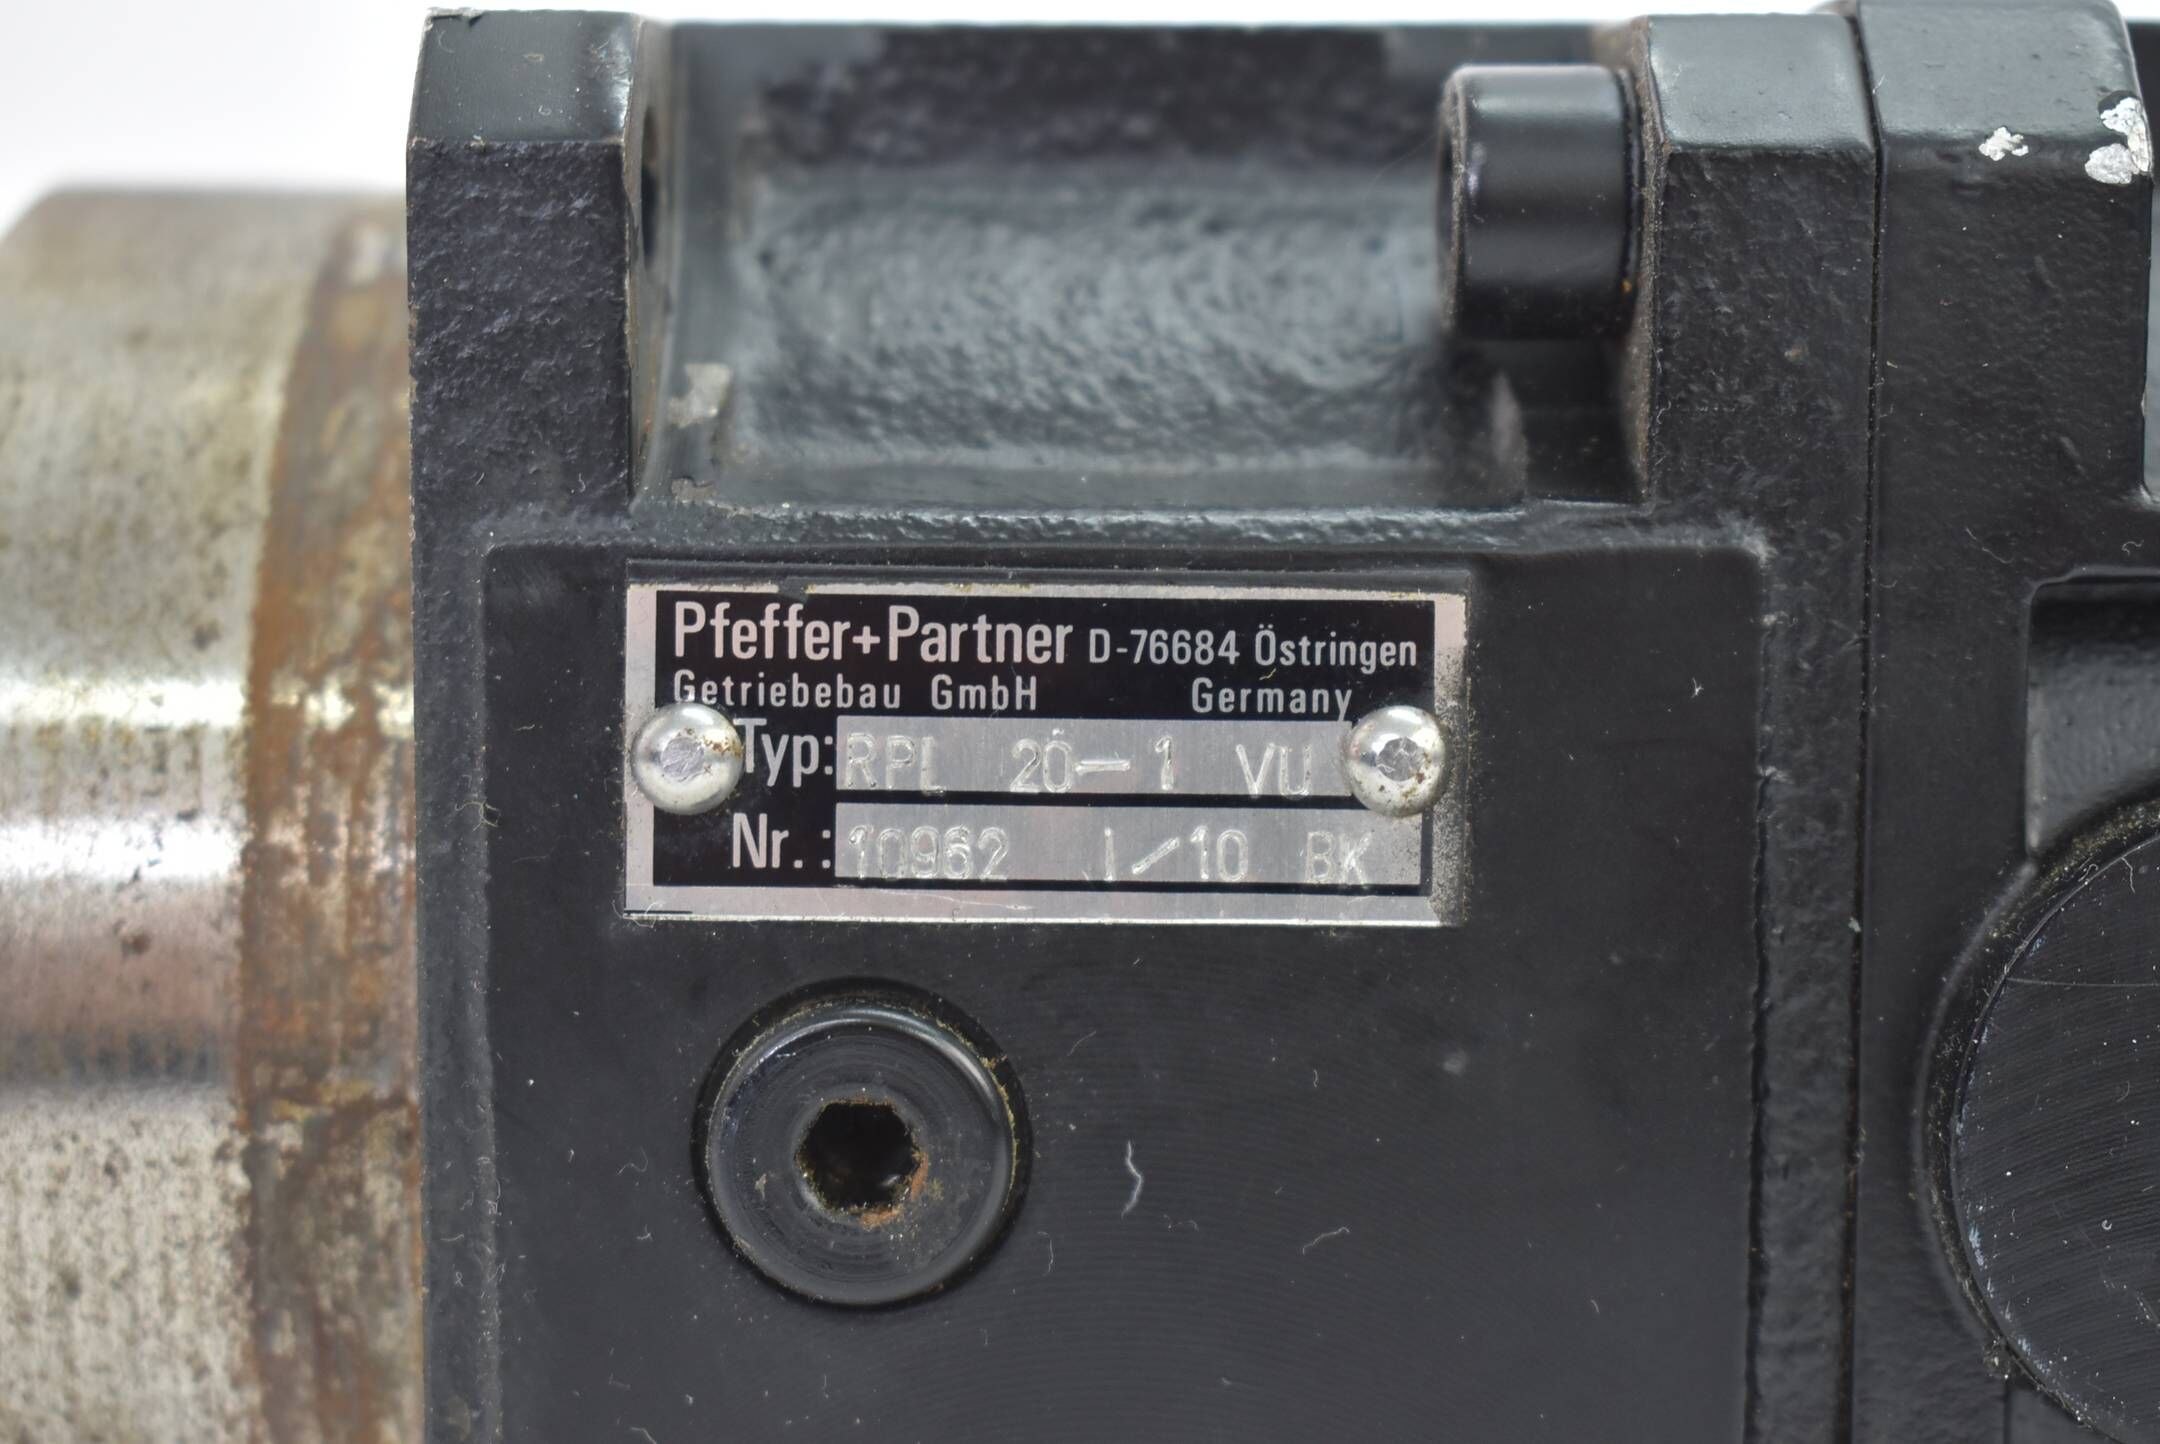 Pfeffer+Partner D-76684 Östringen
Getriebebau GmbH Germany
Typ: RPL 20-1 VU
Nr.: 10962 i/10 BK